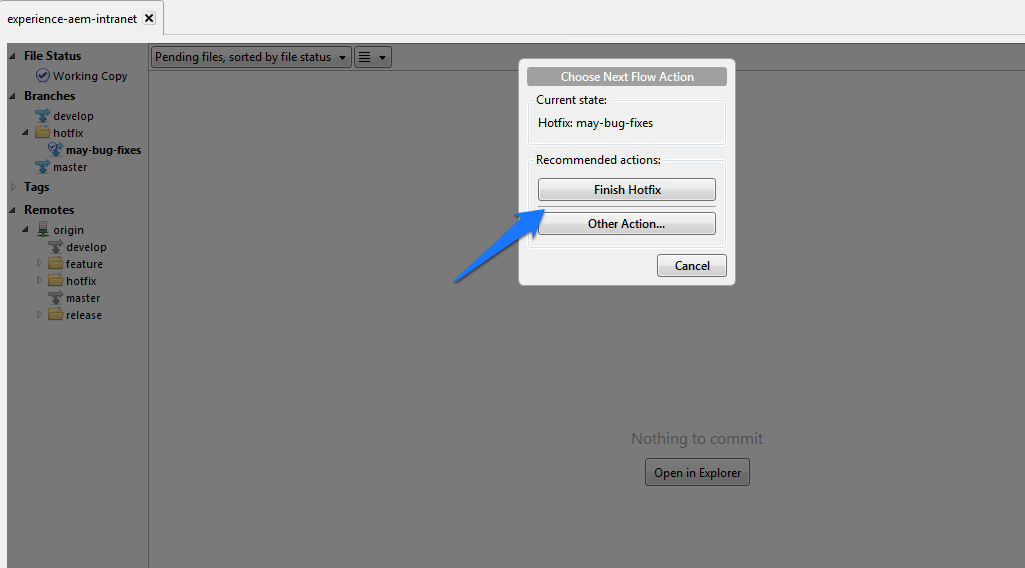 experience-aem-intranet
File Status
Working Copy
Branches
develop
hotfix
may-bug-fixes
master
Tags
Remotes
origin
develop
feature
hotfix
master
release
Pending files, sorted by file status
Choose Next Flow Action
Current state:
Hotfix: may-bug-fixes
Recommended actions:
Finish Hotfix
Other Action...
Cancel
Nothing to commit
Open in Explorer